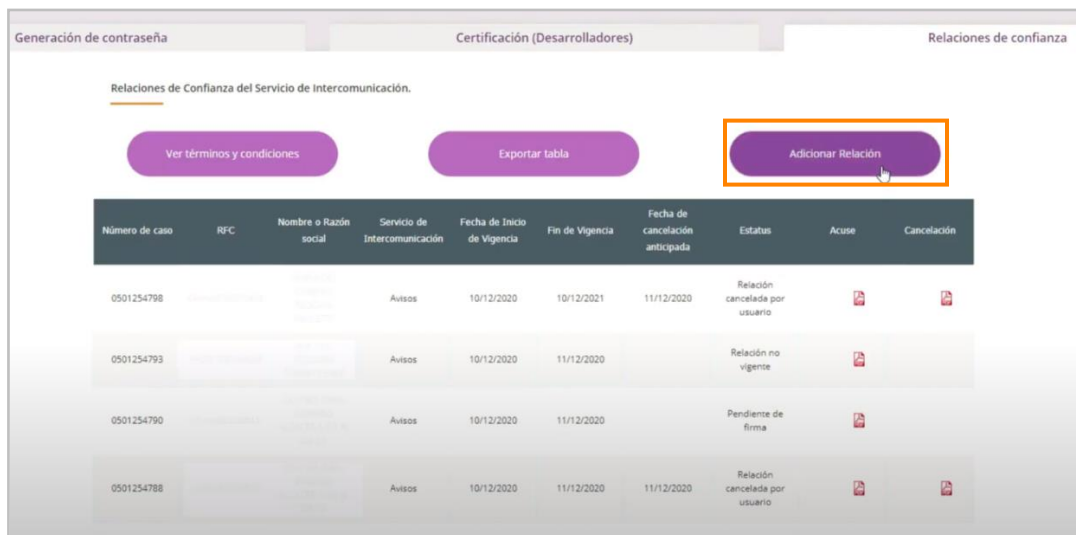 Generación de contraseña
Certificación (Desarrolladores)
Relaciones de confianza
Relaciones de Confianza del Servicio de Intercomunicación.
Ver términos y condiciones
Exportar tabla
Adicionar Relación
Número de caso
RFC
Nombre o Razón
social
Servicio de
Intercomunicación
Fecha de Inicio
de Vigencia
Fin de Vigencia
Fecha de
cancelación
anticipada
Estatus
Acuse
Cancelación
0501254798
Avisos
10/12/2020
10/12/2021
11/12/2020
Relación
cancelada por
usuario
0501254793
Avisos
10/12/2020
11/12/2020
Relación no
vigente
0501254790
Avisos
10/12/2020
11/12/2020
Pendiente de
firma
0501254788
Avisos
10/12/2020
11/12/2020
11/12/2020
Relación
cancelada por
usuario